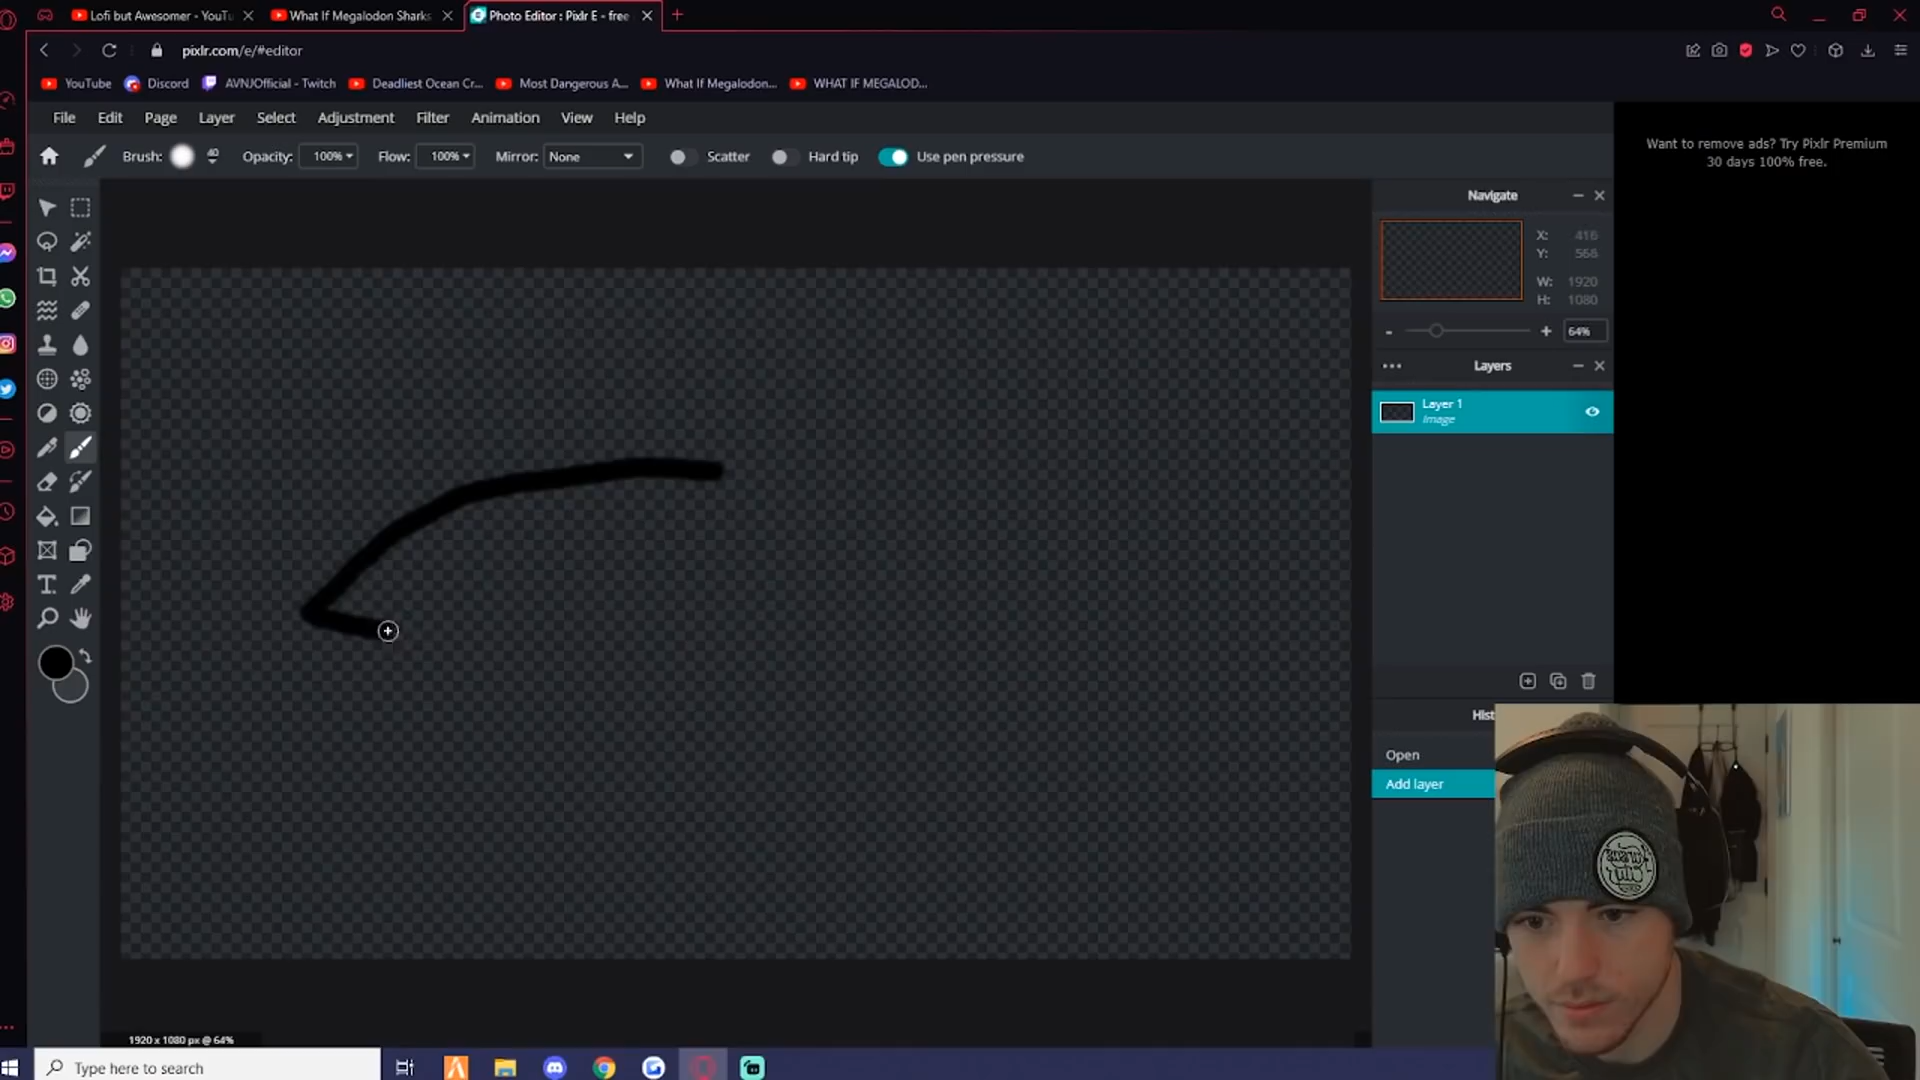 Lofi but Awesomer - YouTu
What If Megalodon Sharks
Photo Editor : Pixlr E - free
pixlr.com/e/#editor
YouTube
Discord
AVNJOfficial - Twitch
Deadliest Ocean Cr...
Most Dangerous A...
What If Megalodon...
WHAT IF MEGALOD...
File Edit Page Layer Select Adjustment Filter Animation View Help
Brush: 40 Opacity: 100% Flow: 100% Mirror: None Scatter Hard tip Use pen pressure
Want to remove ads? Try Pixlr Premium
30 days 100% free.
Navigate
X: 416
Y: 568
W: 1920
H: 1080
64%
Layers
Layer 1
Image
Hist
Open
Add layer
1920 x 1080 px @ 64%
Type here to search